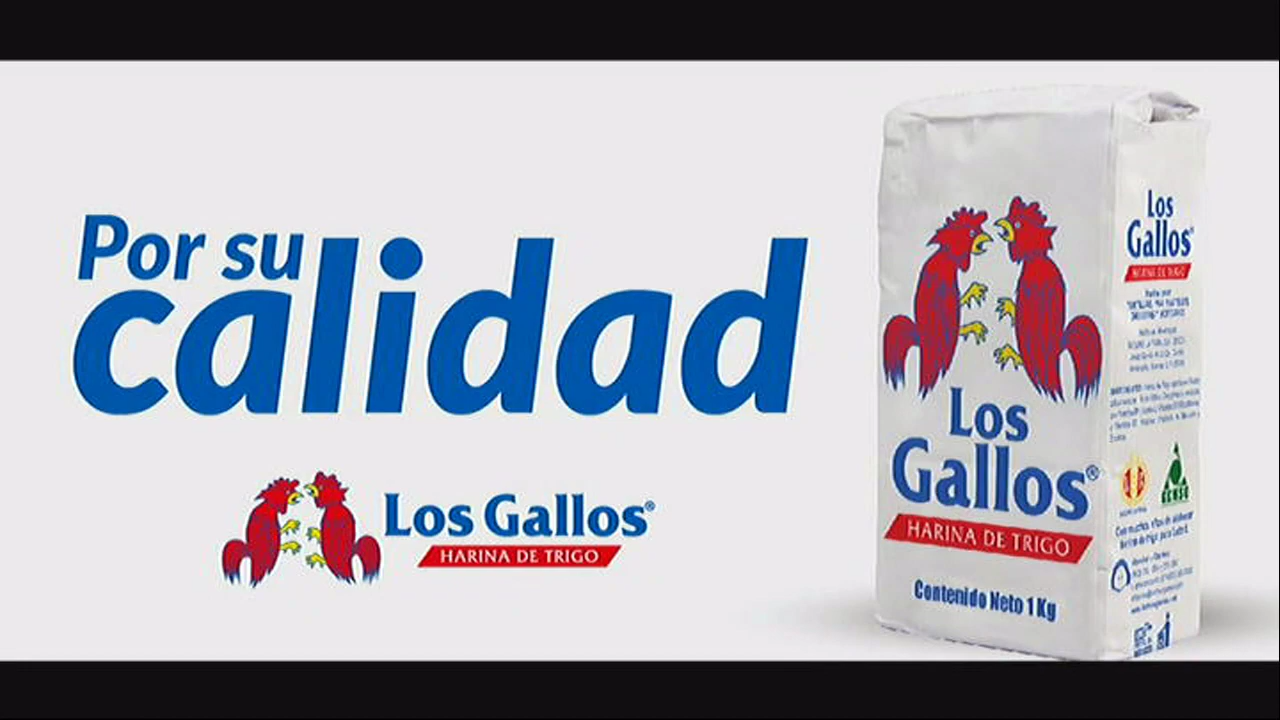 Por su
calidad
Los Gallos®
HARINA DE TRIGO
Los
Gallos®
HARINA DE TRIGO
Contenido Neto 1 Kg
Los
Gallos®
HARINA DE TRIGO